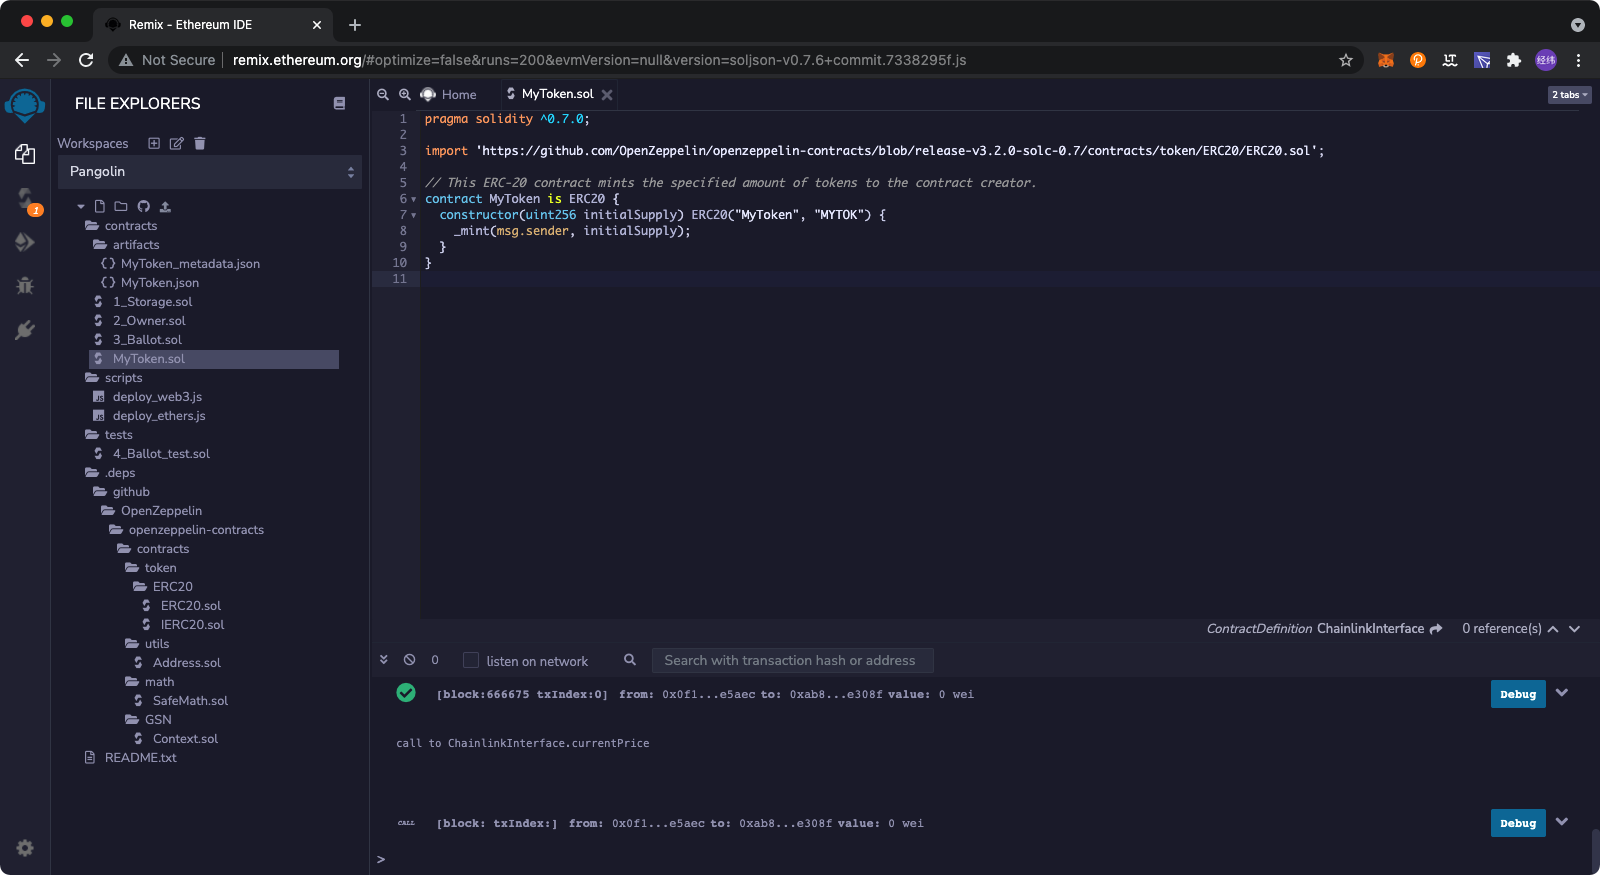 Remix - Ethereum IDE
Not Secure
remix.ethereum.org/#optimize=false&runs=200&evmVersion=null&version=soljson-v0.7.6+commit.7338295f.js
经纬
FILE EXPLORERS
Workspaces
Pangolin
1
contracts
artifacts
MyToken_metadata.json
MyToken.json
1_Storage.sol
2_Owner.sol
3_Ballot.sol
MyToken.sol
scripts
deploy_web3.js
deploy_ethers.js
tests
4_Ballot_test.sol
.deps
github
OpenZeppelin
openzeppelin-contracts
contracts
token
ERC20
ERC20.sol
IERC20.sol
utils
Address.sol
math
SafeMath.sol
GSN
Context.sol
README.txt
Home
MyToken.sol
2 tabs
1 pragma solidity ^0.7.0;
2
3 import 'https://github.com/OpenZeppelin/openzeppelin-contracts/blob/release-v3.2.0-solc-0.7/contracts/token/ERC20/ERC20.sol';
4
5 // This ERC-20 contract mints the specified amount of tokens to the contract creator.
6 contract MyToken is ERC20 {
7 constructor(uint256 initialSupply) ERC20("MyToken", "MYTOK") {
8 _mint(msg.sender, initialSupply);
9 }
10 }
11
ContractDefinition ChainlinkInterface 0 reference(s)
0 listen on network Search with transaction hash or address
[block:666675 txIndex:0] from: 0x0f1...e5aec to: 0xab8...e308f value: 0 wei Debug
call to ChainlinkInterface.currentPrice
CALL [block: txIndex:] from: 0x0f1...e5aec to: 0xab8...e308f value: 0 wei Debug
>